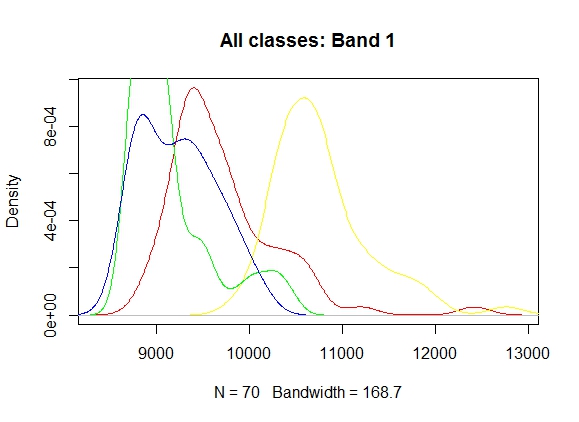 All classes: Band 1
Density
8e-04
4e-04
0e+00
9000 10000 11000 12000 13000
N = 70 Bandwidth = 168.7